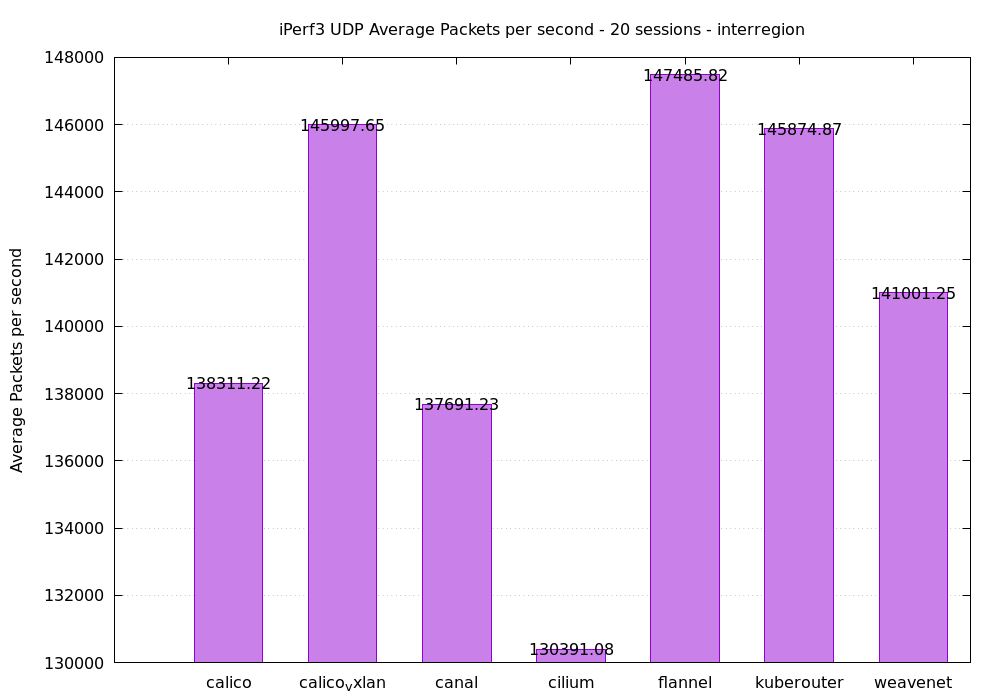 iPerf3 UDP Average Packets per second - 20 sessions - interregion
148000
146000
144000
142000
140000
138000
136000
134000
132000
130000
Average Packets per second
138311.22
145997.65
137691.23
130391.08
147485.82
145874.87
141001.25
calico
calicovxlan
canal
cilium
flannel
kuberouter
weavenet